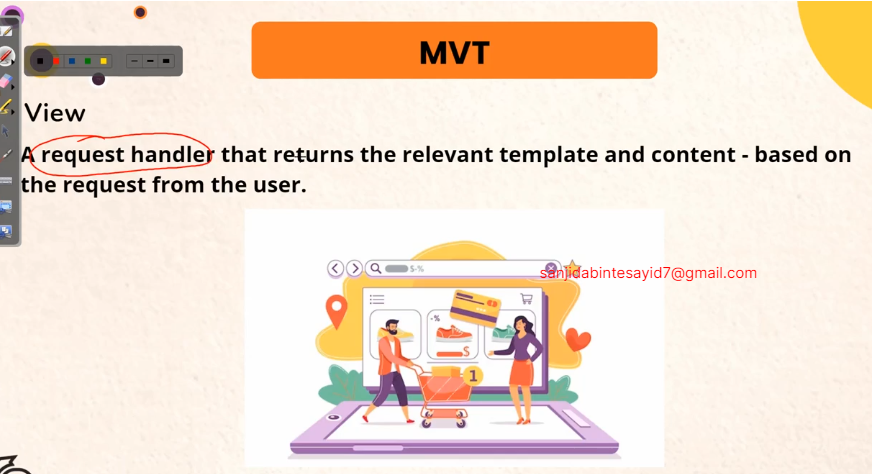 MVT
View
A request handler that returns the relevant template and content - based on
the request from the user.
$-%
sanjidabintesayid7@gmail.com
-%
$
1